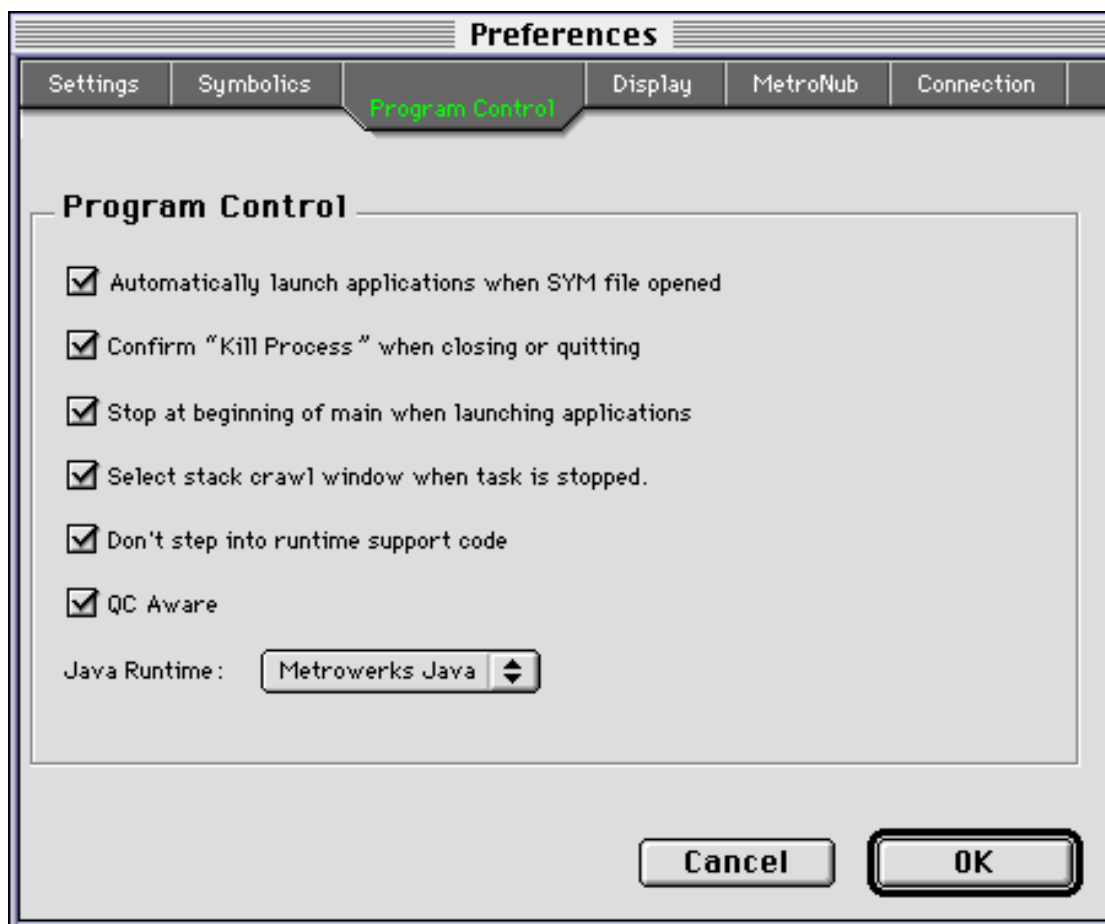 Preferences
Settings
Symbolics
Program Control
Display
MetroNub
Connection
Program Control
Automatically launch applications when SYM file opened
Confirm “Kill Process” when closing or quitting
Stop at beginning of main when launching applications
Select stack crawl window when task is stopped.
Don't step into runtime support code
QC Aware
Java Runtime: Metrowerks Java
Cancel OK